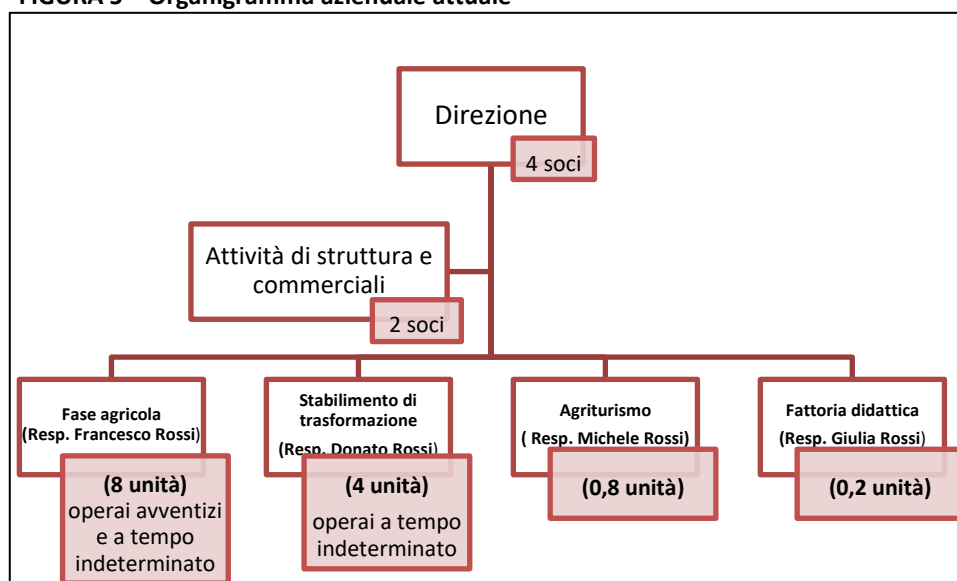 FIGURA 3 – Organigramma aziendale attuale
Direzione
4 soci
Attività di struttura e
commerciali
2 soci
Fase agricola
(Resp. Francesco Rossi)
(8 unità)
operai avventizi
e a tempo
indeterminato
Stabilimento di
trasformazione
(Resp. Donato Rossi)
(4 unità)
operai a tempo
indeterminato
Agriturismo
( Resp. Michele Rossi)
(0,8 unità)
Fattoria didattica
(Resp. Giulia Rossi)
(0,2 unità)